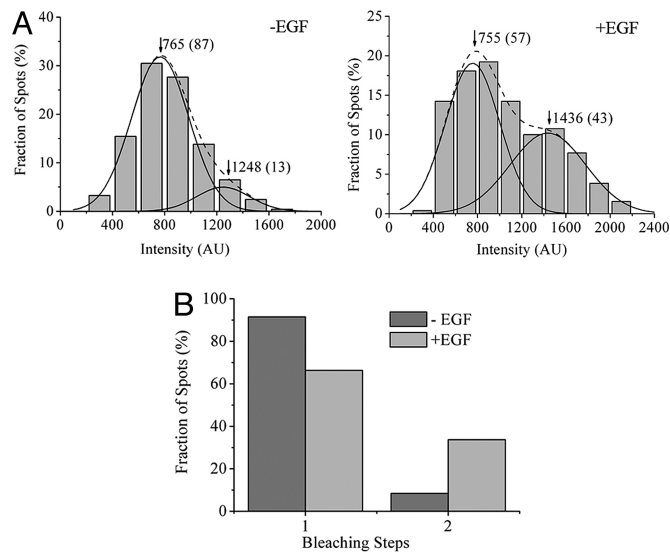 A
-EGF
765 (87)
1248 (13)
Fraction of Spots (%)
40
30
20
10
0
0 400 800 1200 1600 2000
Intensity (AU)
+EGF
755 (57)
1436 (43)
Fraction of Spots (%)
25
20
15
10
5
0
0 400 800 1200 1600 2000 2400
Intensity (AU)
B
- EGF
+EGF
Fraction of Spots (%)
100
80
60
40
20
0
1 2
Bleaching Steps